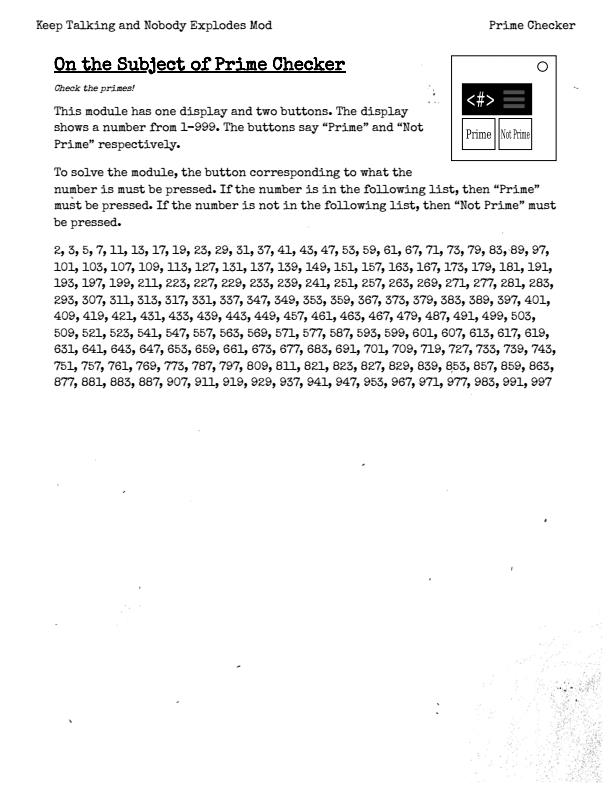 Keep Talking and Nobody Explodes Mod
Prime Checker
On the Subject of Prime Checker
Check the primes!
This module has one display and two buttons. The display
shows a number from 1-999. The buttons say “Prime” and “Not
Prime” respectively.
<#>
Prime
Not Prime
To solve the module, the button corresponding to what the
number is must be pressed. If the number is in the following list, then “Prime”
must be pressed. If the number is not in the following list, then “Not Prime” must
be pressed.
2, 3, 5, 7, 11, 13, 17, 19, 23, 29, 31, 37, 41, 43, 47, 53, 59, 61, 67, 71, 73, 79, 83, 89, 97,
101, 103, 107, 109, 113, 127, 131, 137, 139, 149, 151, 157, 163, 167, 173, 179, 181, 191,
193, 197, 199, 211, 223, 227, 229, 233, 239, 241, 251, 257, 263, 269, 271, 277, 281, 283,
293, 307, 311, 313, 317, 331, 337, 347, 349, 353, 359, 367, 373, 379, 383, 389, 397, 401,
409, 419, 421, 431, 433, 439, 443, 449, 457, 461, 463, 467, 479, 487, 491, 499, 503,
509, 521, 523, 541, 547, 557, 563, 569, 571, 577, 587, 593, 599, 601, 607, 613, 617, 619,
631, 641, 643, 647, 653, 659, 661, 673, 677, 683, 691, 701, 709, 719, 727, 733, 739, 743,
751, 757, 761, 769, 773, 787, 797, 809, 811, 821, 823, 827, 829, 839, 853, 857, 859, 863,
877, 881, 883, 887, 907, 911, 919, 929, 937, 941, 947, 953, 967, 971, 977, 983, 991, 997